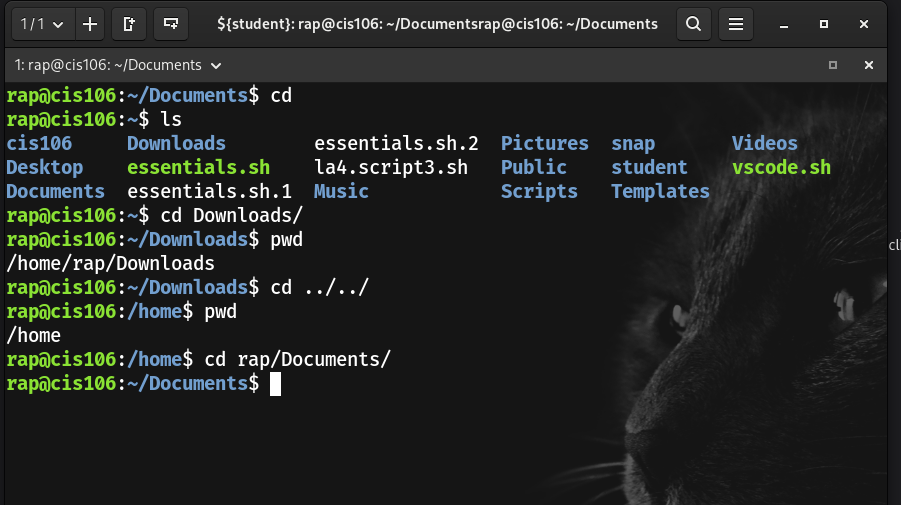 1/1 ${student}: rap@cis106: ~/Documentsrap@cis106: ~/Documents
1: rap@cis106: ~/Documents
rap@cis106:~/Documents$ cd
rap@cis106:~$ ls
cis106 Downloads essentials.sh.2 Pictures snap Videos
Desktop essentials.sh la4.script3.sh Public student vscode.sh
Documents essentials.sh.1 Music Scripts Templates
rap@cis106:~$ cd Downloads/
rap@cis106:~/Downloads$ pwd
/home/rap/Downloads
rap@cis106:~/Downloads$ cd ../../
rap@cis106:/home$ pwd
/home
rap@cis106:/home$ cd rap/Documents/
rap@cis106:~/Documents$